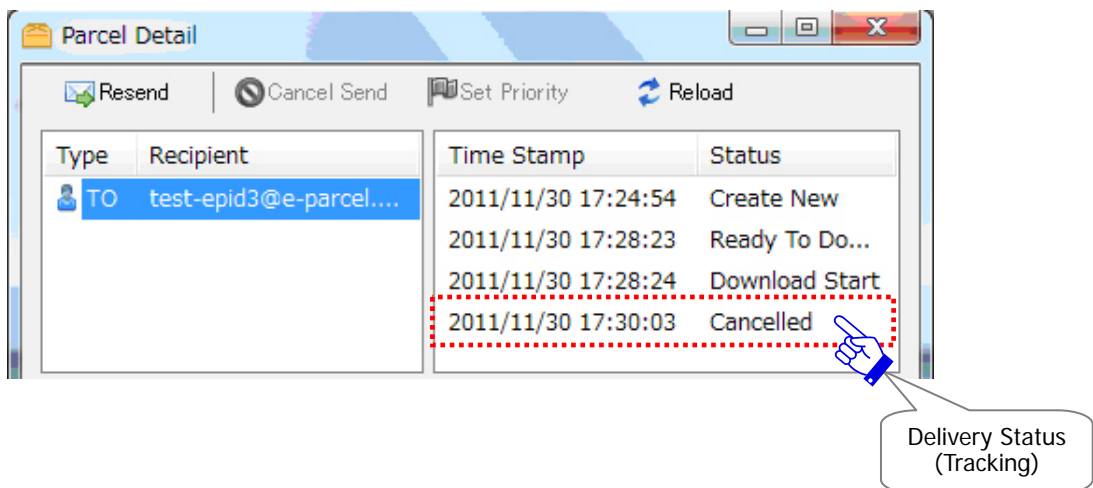 Parcel Detail
Resend Cancel Send Set Priority Reload
Type Recipient Time Stamp Status
TO test-epid3@e-parcel.... 2011/11/30 17:24:54 Create New
2011/11/30 17:28:23 Ready To Do...
2011/11/30 17:28:24 Download Start
2011/11/30 17:30:03 Cancelled
Delivery Status
(Tracking)